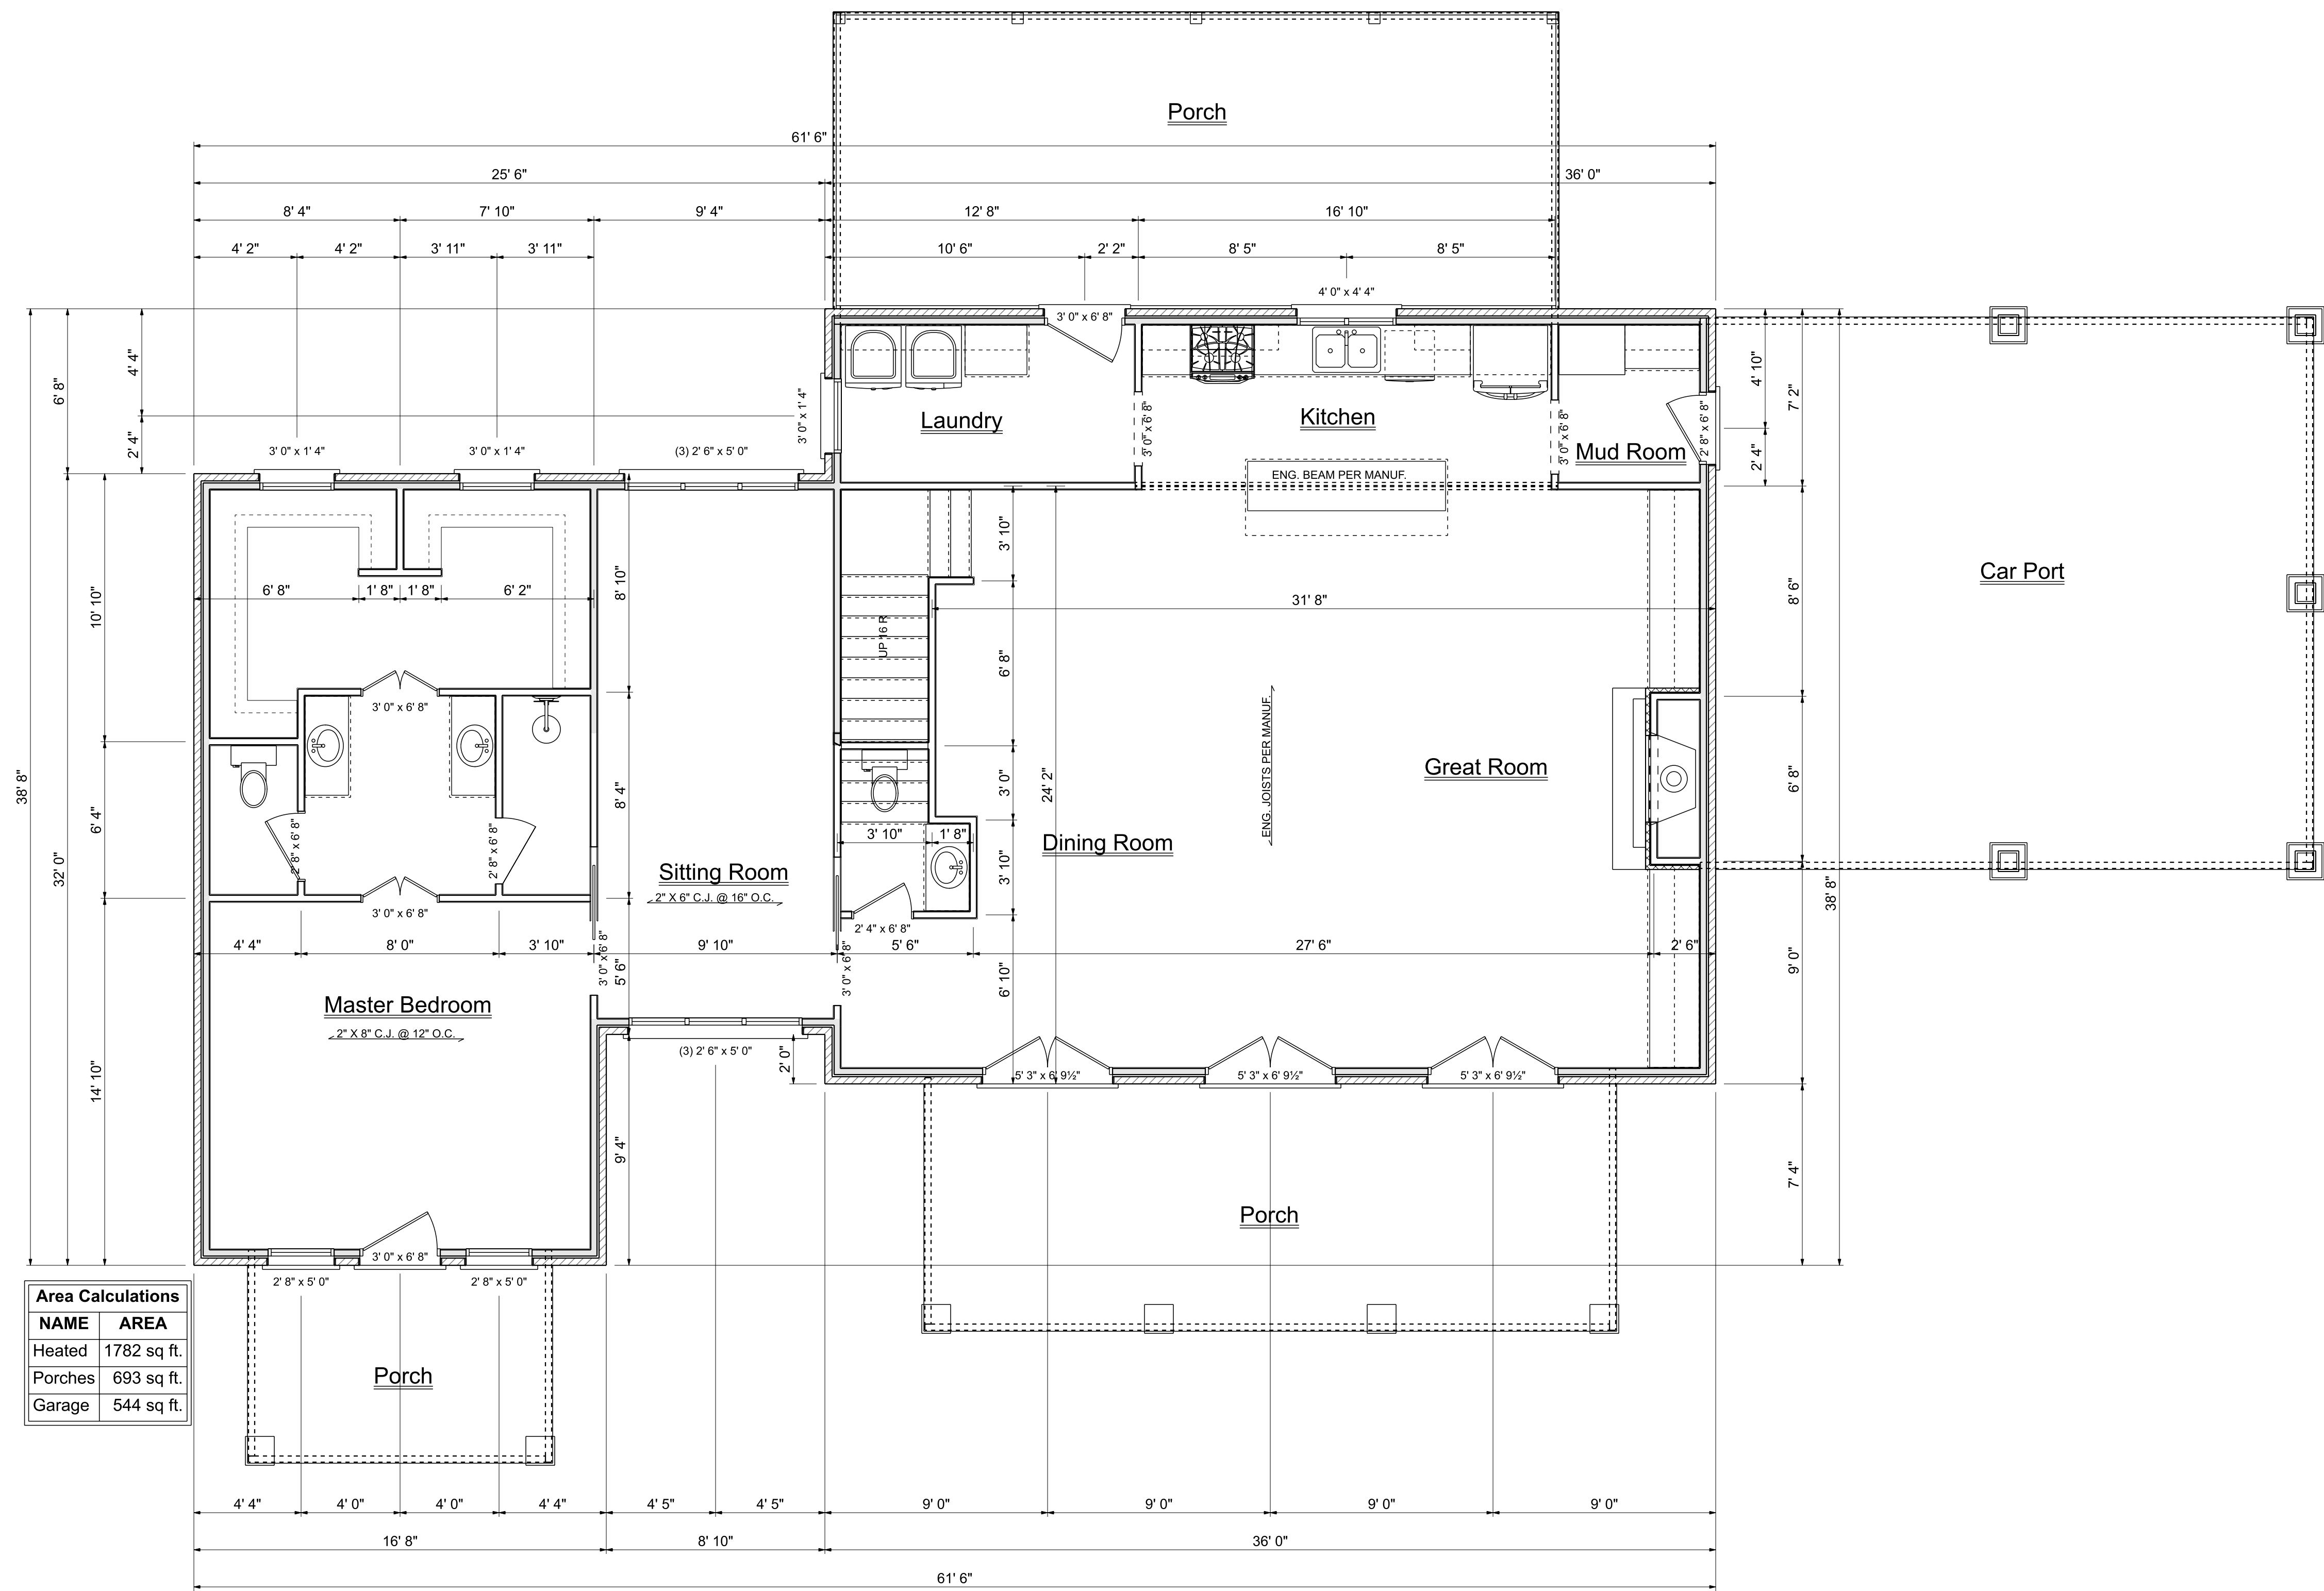 Porch
61' 6"
25' 6"
36' 0"
8' 4"
7' 10"
9' 4"
12' 8"
16' 10"
4' 2"
4' 2"
3' 11"
3' 11"
10' 6"
2' 2"
8' 5"
8' 5"
4' 0" x 4' 4"
3' 0" x 6' 8"
38' 8"
6' 8"
4' 4"
2' 4"
3' 0" x 1' 4"
3' 0" x 1' 4"
(3) 2' 6" x 5' 0"
3' 0" x 1' 4"
Laundry
3' 0" x 6' 8"
Kitchen
3' 0" x 6' 8"
Mud Room
2' 8" x 6' 8"
4' 10"
2' 4"
7' 2"
ENG. BEAM PER MANUF.
32' 0"
10' 10"
6' 4"
14' 10"
6' 8"
1' 8"
1' 8"
6' 2"
8' 10"
3' 10"
31' 8"
8' 6"
Car Port
UP 16 R
6' 8"
3' 0" x 6' 8"
8' 4"
3' 0"
24' 2"
ENG. JOISTS PER MANUF.
Great Room
6' 8"
38' 8"
2' 8" x 6' 8"
2' 8" x 6' 8"
3' 10"
1' 8"
Dining Room
3' 10"
Sitting Room
2" X 6" C.J. @ 16" O.C.
3' 0" x 6' 8"
2' 4" x 6' 8"
4' 4"
8' 0"
3' 10"
3' 0" x 6' 8"
9' 10"
3' 0" x 6' 8"
5' 6"
27' 6"
2' 6"
5' 6"
6' 10"
9' 0"
Master Bedroom
2" X 8" C.J. @ 12" O.C.
(3) 2' 6" x 5' 0"
2' 0"
5' 3" x 6' 9½"
5' 3" x 6' 9½"
5' 3" x 6' 9½"
9' 4"
7' 4"
Porch
3' 0" x 6' 8"
2' 8" x 5' 0"
2' 8" x 5' 0"
Area Calculations
NAME AREA
Heated 1782 sq ft.
Porches 693 sq ft.
Garage 544 sq ft.
Porch
4' 4"
4' 0"
4' 0"
4' 4"
4' 5"
4' 5"
9' 0"
9' 0"
9' 0"
9' 0"
16' 8"
8' 10"
36' 0"
61' 6"